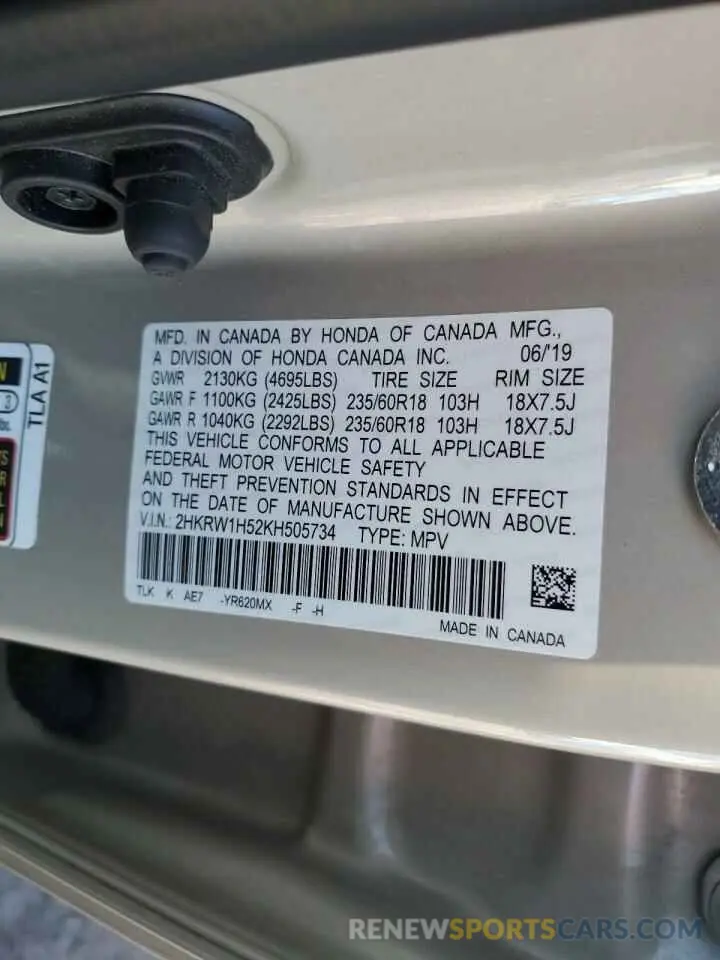 MFD. IN CANADA BY HONDA OF CANADA MFG.,
A DIVISION OF HONDA CANADA INC. 06/'19
GVWR 2130KG (4695LBS) TIRE SIZE RIM SIZE
GAWR F 1100KG (2425LBS) 235/60R18 103H 18X7.5J
GAWR R 1040KG (2292LBS) 235/60R18 103H 18X7.5J
THIS VEHICLE CONFORMS TO ALL APPLICABLE
FEDERAL MOTOR VEHICLE SAFETY
AND THEFT PREVENTION STANDARDS IN EFFECT
ON THE DATE OF MANUFACTURE SHOWN ABOVE.
V.I.N.: 2HKRW1H52KH505734 TYPE: MPV
TLK K AE7 -YR620MX -F -H
MADE IN CANADA
TLA A1
RENEWSPORTSCARS.COM